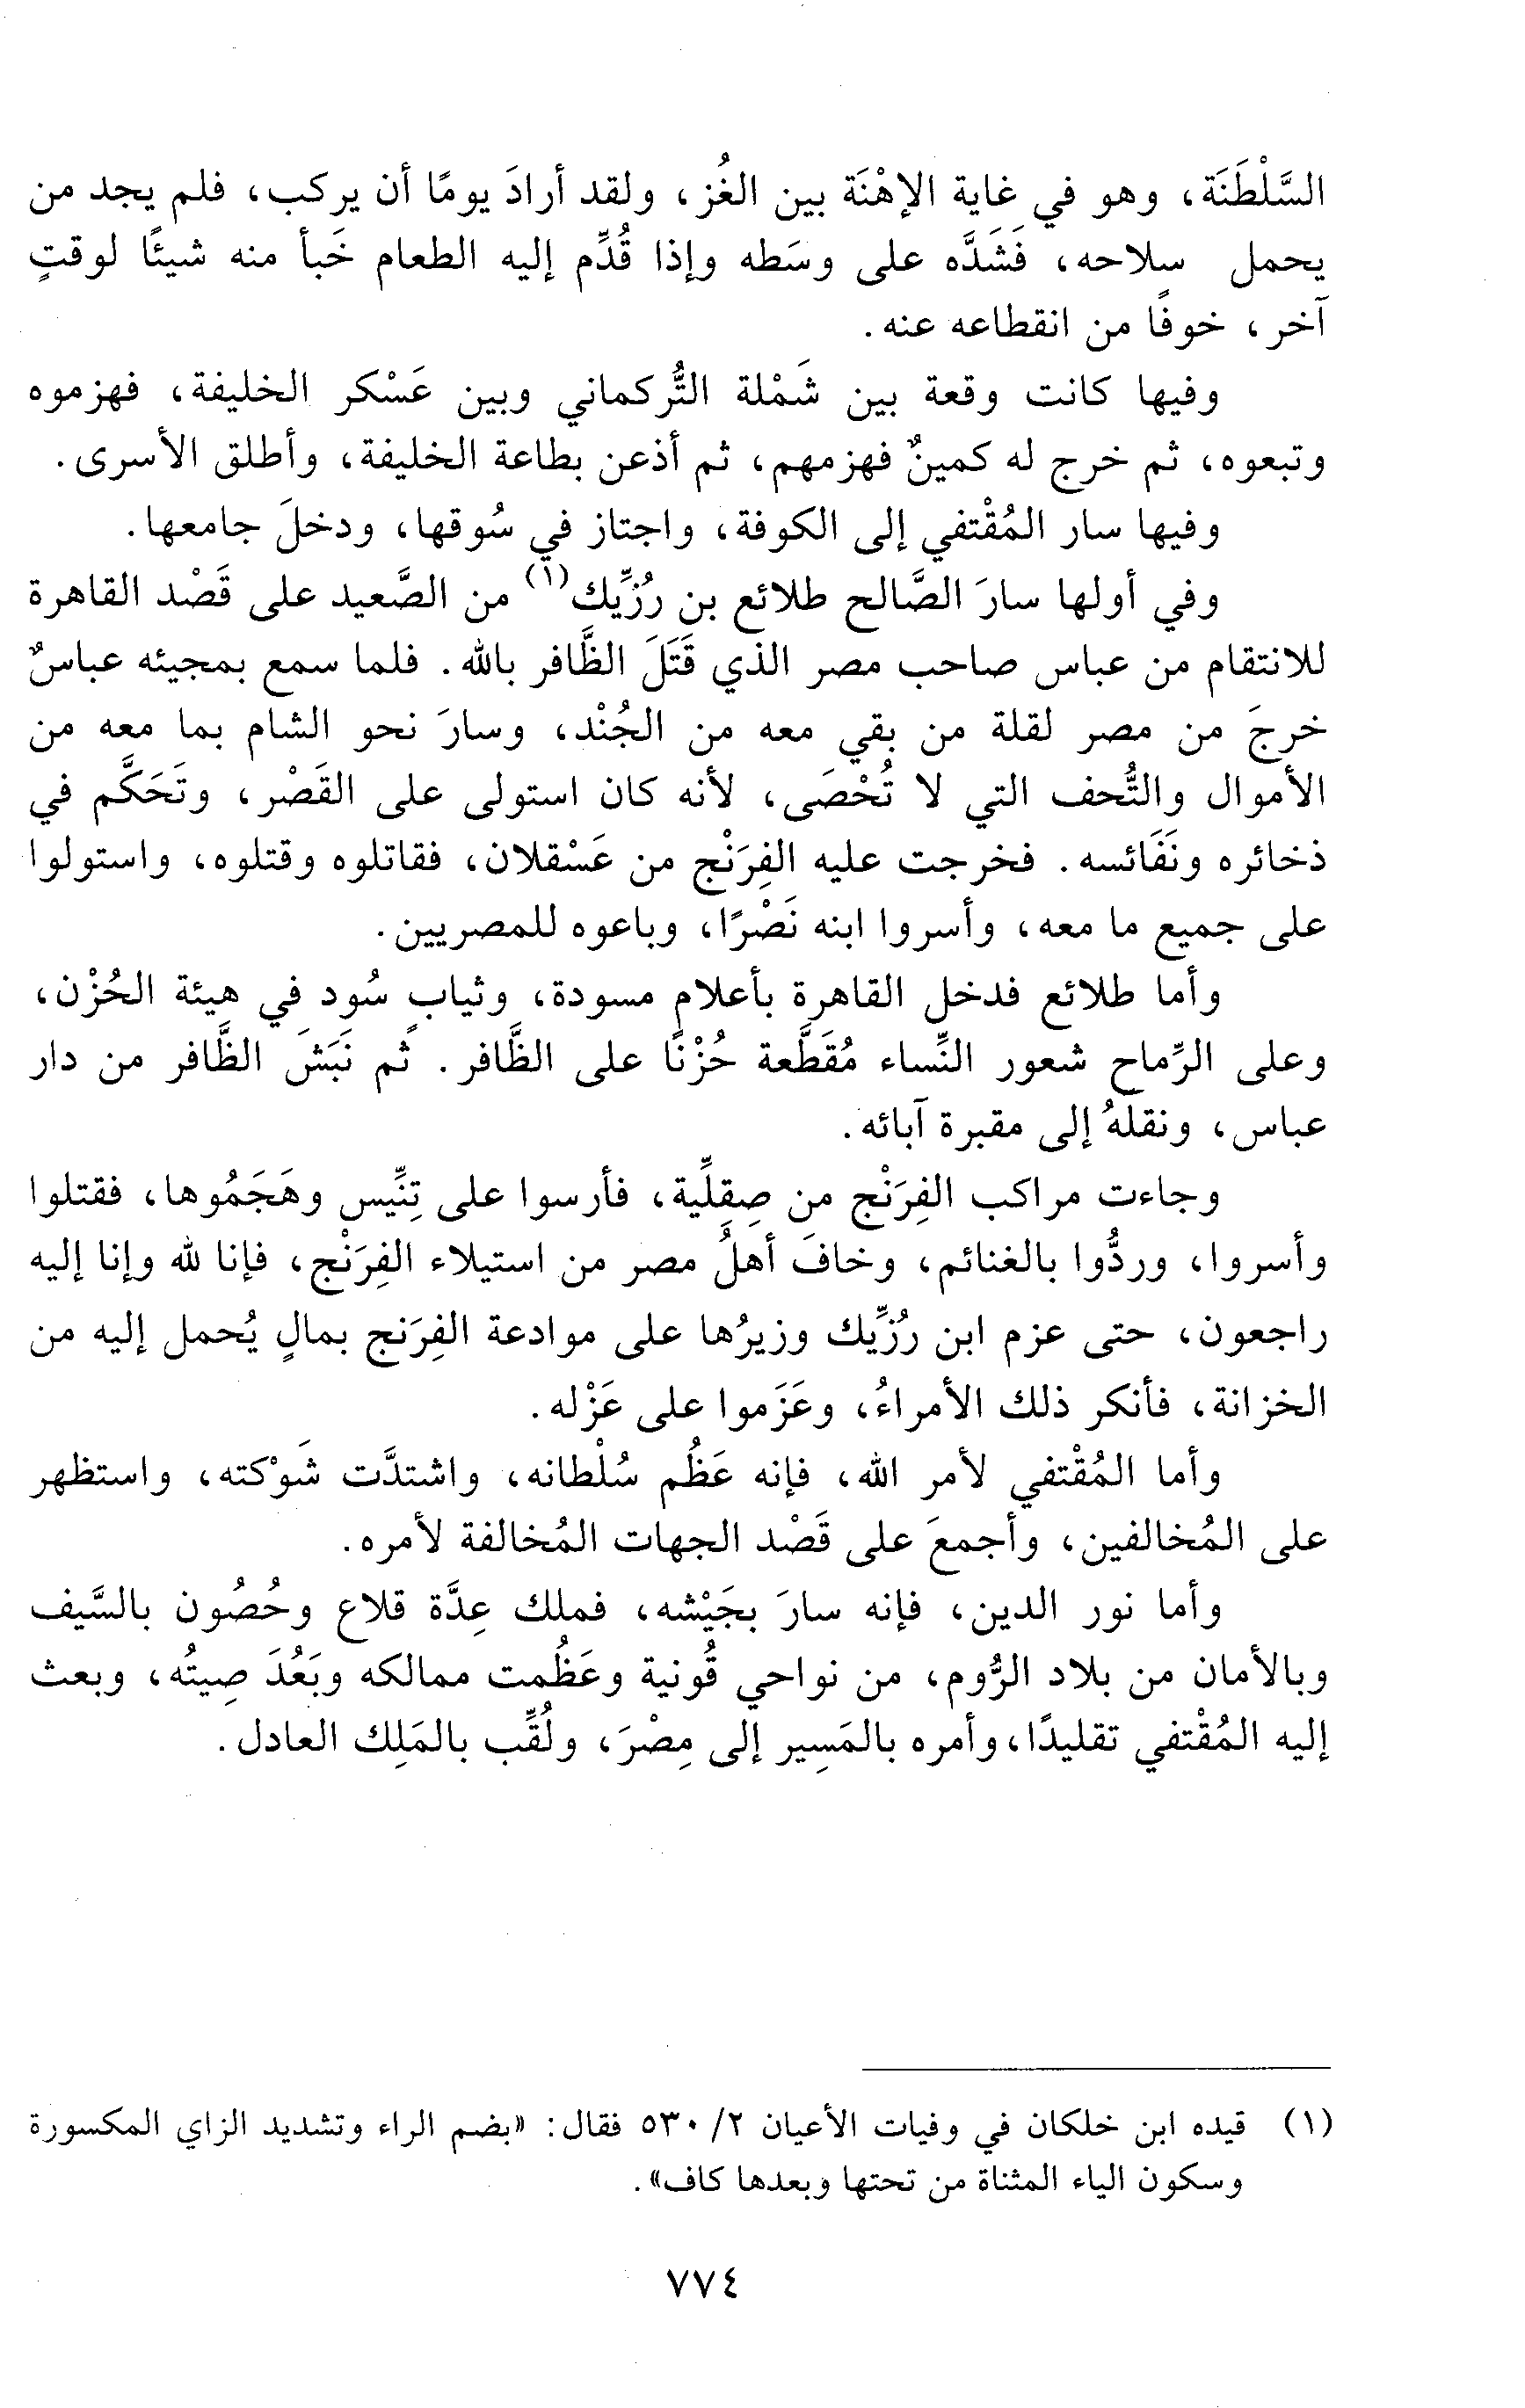 السَّلْطَنَة، وهو في غاية الإهْنَة بين الغُز، ولقد أرادَ يومًا أن يركب، فلم يجد من
يحمل سلاحه، فَشَدَّه على وسَطه وإذا قُدِّم إليه الطعام خَبأ منه شيئًا لوقتٍ
آخر، خوفًا من انقطاعه عنه.
وفيها كانت وقعة بين شَمْلة التُّركماني وبين عَسْكر الخليفة، فهزموه
وتبعوه، ثم خرج له كمينٌ فهزمهم، ثم أذعن بطاعة الخليفة، وأطلق الأسرى.
وفيها سار المُقْتفي إلى الكوفة، واجتاز في سُوقها، ودخلَ جامعها.
وفي أولها سارَ الصَّالح طلائع بن رُزِّيك(١) من الصَّعيد على قَصْد القاهرة
للانتقام من عباس صاحب مصر الذي قَتَلَ الظَّافر بالله. فلما سمع بمجيئه عباسٌ
خرجَ من مصر لقلة من بقي معه من الجُنْد، وسارَ نحو الشام بما معه من
الأموال والتُّحف التي لا تُحْصَى، لأنه كان استولى على القَصْر، وتَحَكَّم في
ذخائره ونَفَائسه. فخرجت عليه الفِرَنْج من عَسْقلان، فقاتلوه وقتلوه، واستولوا
على جميع ما معه، وأسروا ابنه نَصْرًا، وباعوه للمصريين.
وأما طلائع فدخل القاهرة بأعلامٍ مسودة، وثيابٍ سُود في هيئة الحُزْن،
وعلى الرِّماح شعور النِّساء مُقَطَّعة حُزْنًا على الظَّافر. ثم نَبَشَ الظَّافر من دار
عباس، ونقلهُ إلى مقبرة آبائه.
وجاءت مراكب الفِرَنْج من صِقِلِّية، فأرسوا على تِنِّيس وهَجَمُوها، فقتلوا
وأسروا، وردُّوا بالغنائم، وخافَ أهلُ مصر من استيلاء الفِرَنْج، فإنا لله وإنا إليه
راجعون، حتى عزم ابن رُزِّيك وزيرُها على موادعة الفِرَنج بمالٍ يُحمل إليه من
الخزانة، فأنكر ذلك الأمراءُ، وعَزَموا على عَزْله.
وأما المُقْتفي لأمر الله، فإنه عَظُم سُلْطانه، واشتدَّت شَوْكته، واستظهر
على المُخالفين، وأجمعَ على قَصْد الجهات المُخالفة لأمره.
وأما نور الدين، فإنه سارَ بجَيْشه، فملك عِدَّة قلاع وحُصُون بالسَّيف
وبالأمان من بلاد الرُّوم، من نواحي قُونية وعَظُمت ممالكه وبَعُدَ صِيتُه، وبعث
إليه المُقْتفي تقليدًا، وأمره بالمَسِير إلى مِصْرَ، ولُقِّب بالمَلِك العادل.
(١) قيده ابن خلكان في وفيات الأعيان ٢/ ٥٣٠ فقال: «بضم الراء وتشديد الزاي المكسورة
وسكون الياء المثناة من تحتها وبعدها كاف».
٧٧٤